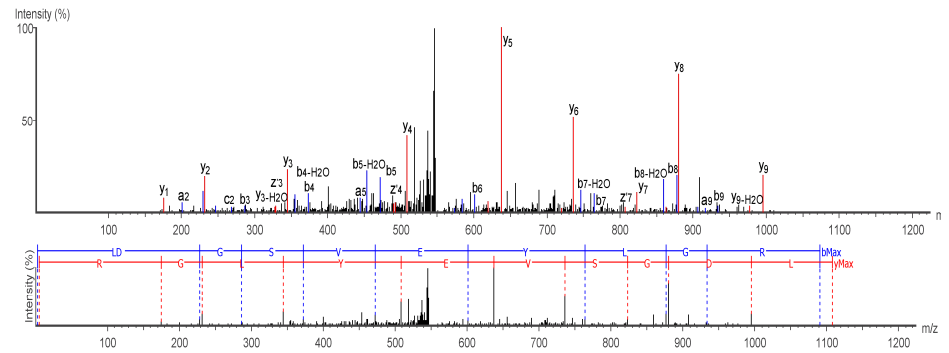 Intensity (%)
100
y5
y8
y6
50
y4
y2
y3
b4-H2O
b5-H2O
b5
b8-H2O
b8
y9
y1
a2
c2
b3
y3-H2O
z'3
b4
a5
z'4
b6
b7-H2O
b7
z'7
y7
a9
b9
y9-H2O
m
100 200 300 400 500 600 700 800 900 1000 1100 1200
Intensity (%)
LD G S V E Y L G R bMax
R G L Y E V S G D L yMax
100 200 300 400 500 600 700 800 900 1000 1100 1200 m/z